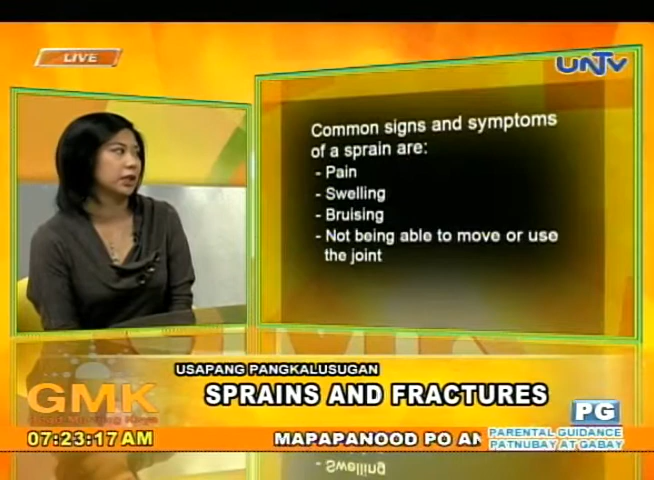 LIVE
UNTV
Common signs and symptoms
of a sprain are:
- Pain
- Swelling
- Bruising
- Not being able to move or use
the joint
USAPANG PANGKALUSUGAN
SPRAINS AND FRACTURES
GMK
PG
07:23:17 AM
MAPAPANOOD PO AN
PARENTAL GUIDANCE
PATNUBAY AT GABAY
- Swelling